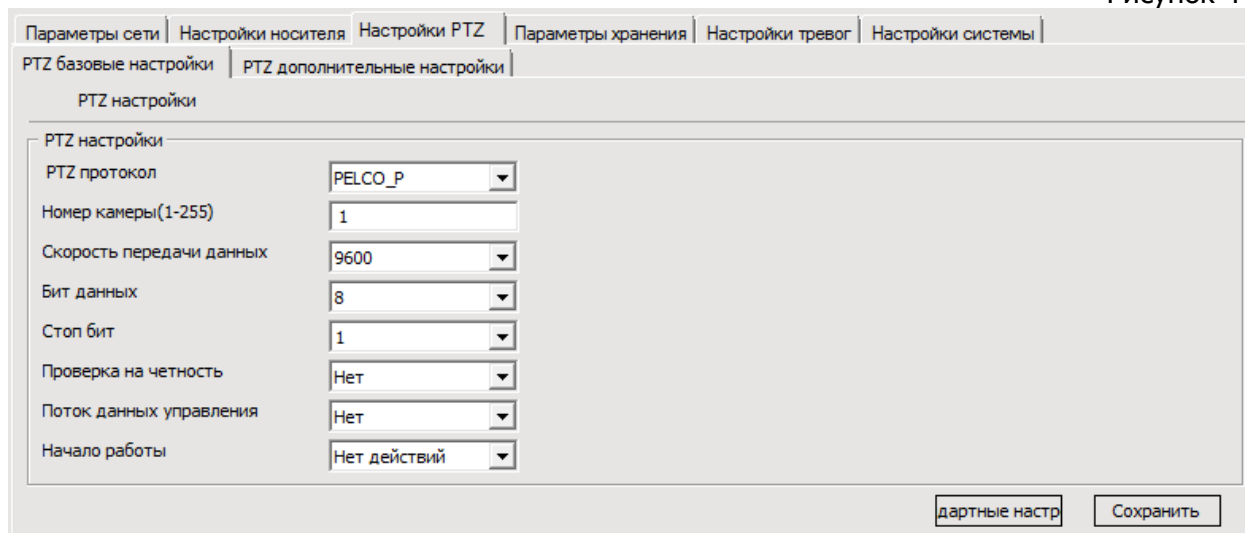 Параметры сети Настройки носителя Настройки PTZ Параметры хранения Настройки тревог Настройки системы
PTZ базовые настройки PTZ дополнительные настройки
PTZ настройки
PTZ настройки
PTZ протокол PELCO_P
Номер камеры(1-255) 1
Скорость передачи данных 9600
Бит данных 8
Стоп бит 1
Проверка на четность Нет
Поток данных управления Нет
Начало работы Нет действий
дартные настр Сохранить